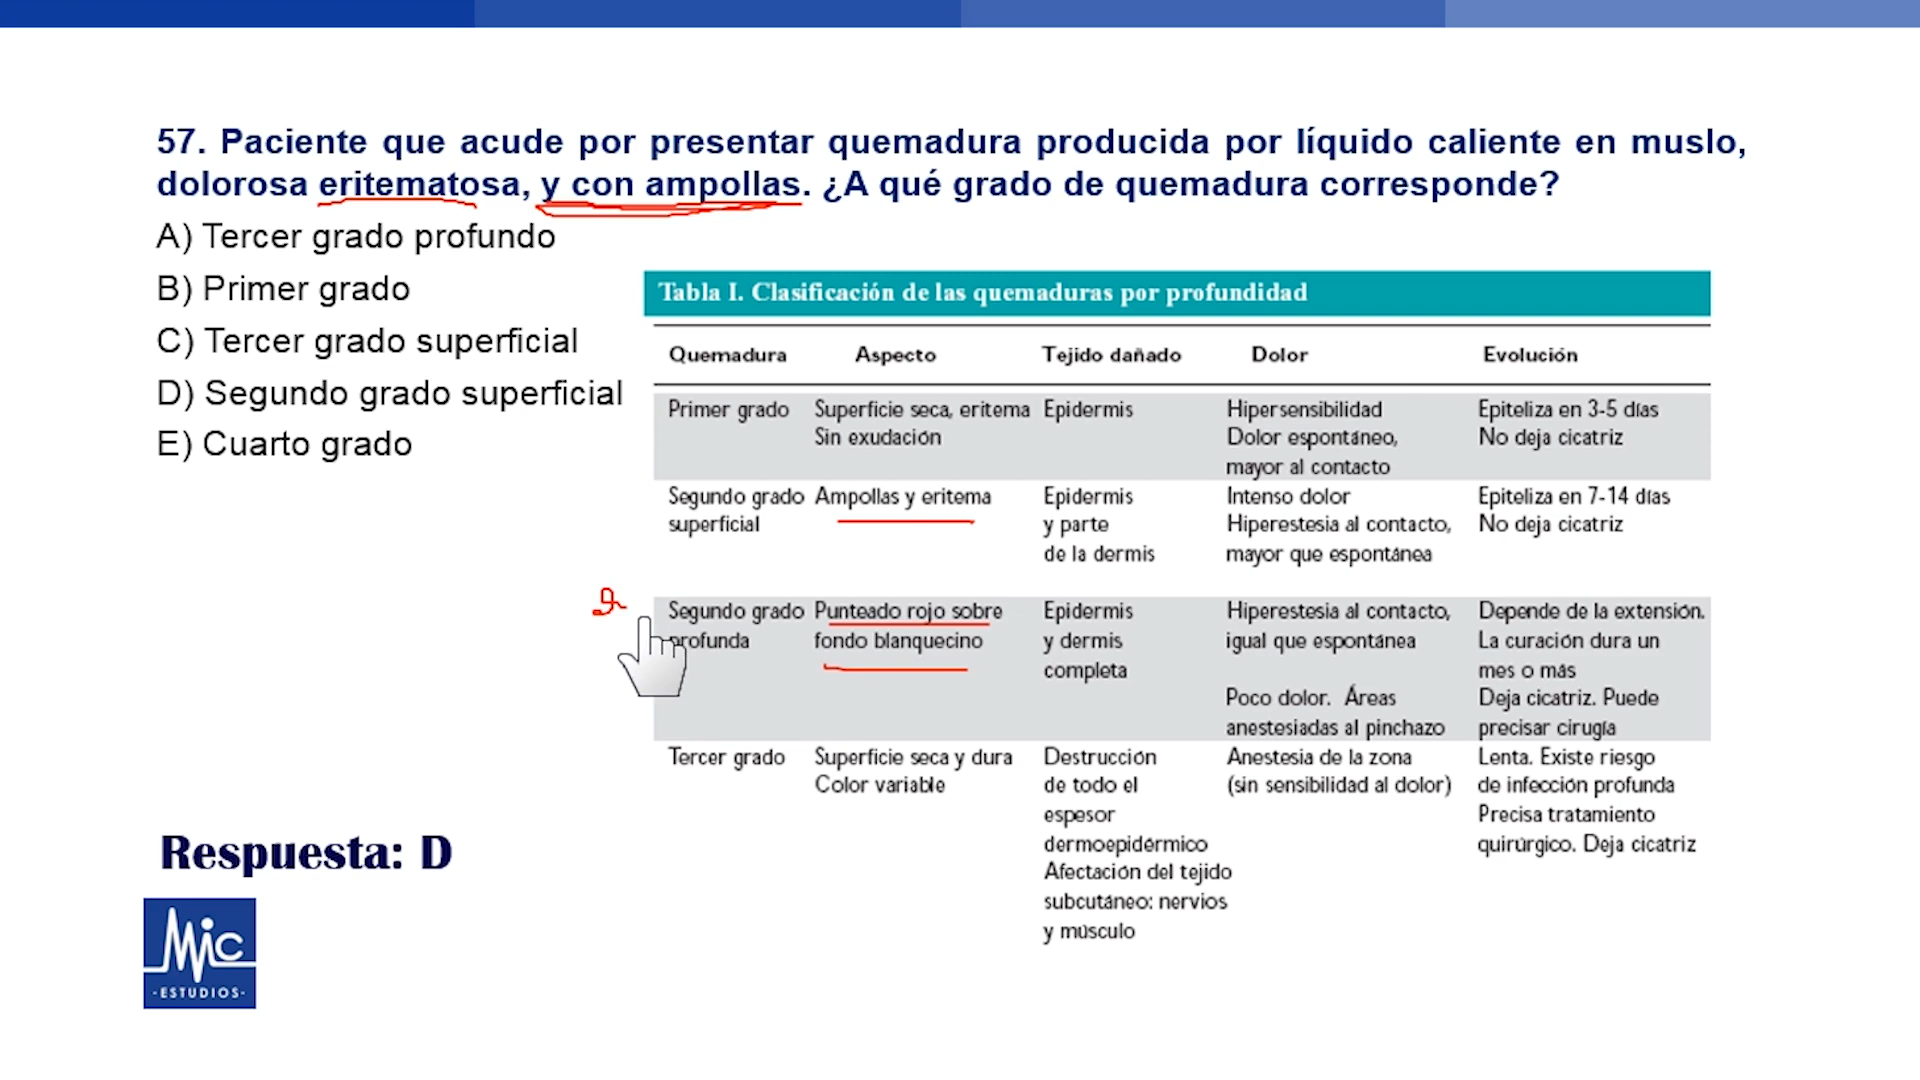 57. Paciente que acude por presentar quemadura producida por líquido caliente en muslo,
dolorosa eritematosa, y con ampollas. ¿A qué grado de quemadura corresponde?
A) Tercer grado profundo
B) Primer grado
C) Tercer grado superficial
D) Segundo grado superficial
E) Cuarto grado
Tabla I. Clasificación de las quemaduras por profundidad
Quemadura Aspecto Tejido dañado Dolor Evolución
Primer grado Superficie seca, eritema Epidermis Hipersensibilidad Epiteliza en 3-5 días
Sin exudación Dolor espontáneo, No deja cicatriz
mayor al contacto
Segundo grado Ampollas y eritema Epidermis Intenso dolor Epiteliza en 7-14 días
superficial y parte Hiperestesia al contacto, No deja cicatriz
de la dermis mayor que espontánea
Segundo grado Punteado rojo sobre Epidermis Hiperestesia al contacto, Depende de la extensión.
profunda fondo blanquecino y dermis igual que espontánea La curación dura un
completa mes o más
Poco dolor. Áreas Deja cicatriz. Puede
anestesiadas al pinchazo precisar cirugía
Tercer grado Superficie seca y dura Destrucción Anestesia de la zona Lenta. Existe riesgo
Color variable de todo el (sin sensibilidad al dolor) de infección profunda
espesor Precisa tratamiento
dermoepidérmico quirúrgico. Deja cicatriz
Afectación del tejido
subcutáneo: nervios
y músculo
Respuesta: D
Mic
·ESTUDIOS·